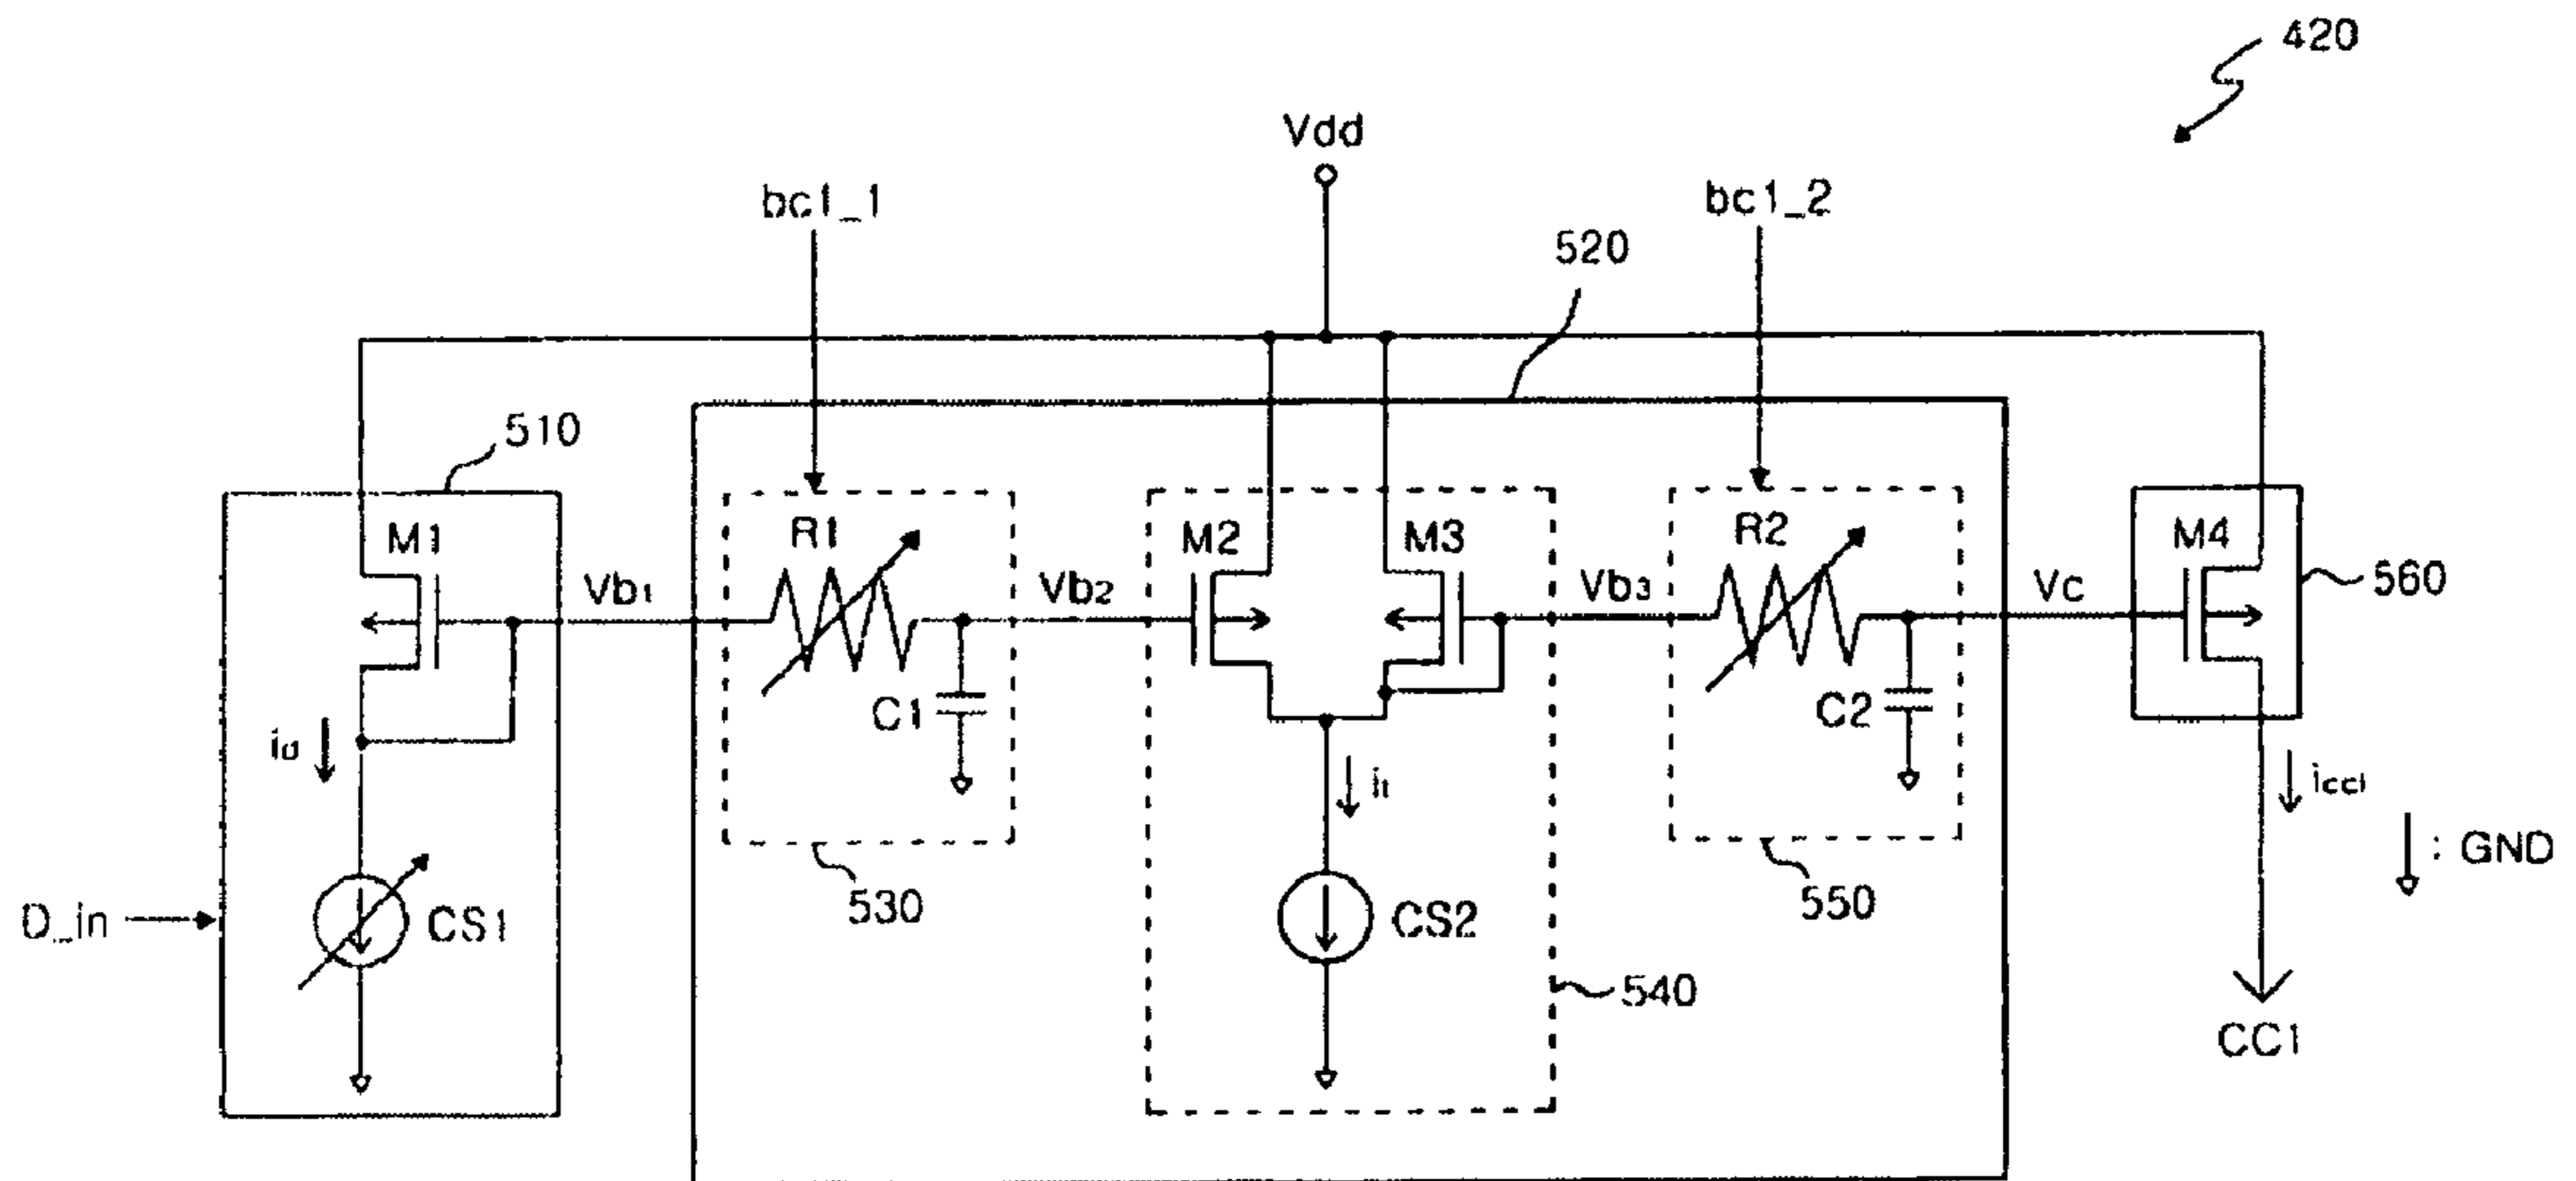 420
Vdd
bc1_1
bc1_2
520
510
M1
Vb1
R1
Vb2
M2
M3
Vb3
R2
Vc
M4
560
C1
C2
id
it
icc1
: GND
D_in
CS1
530
CS2
550
540
CC1